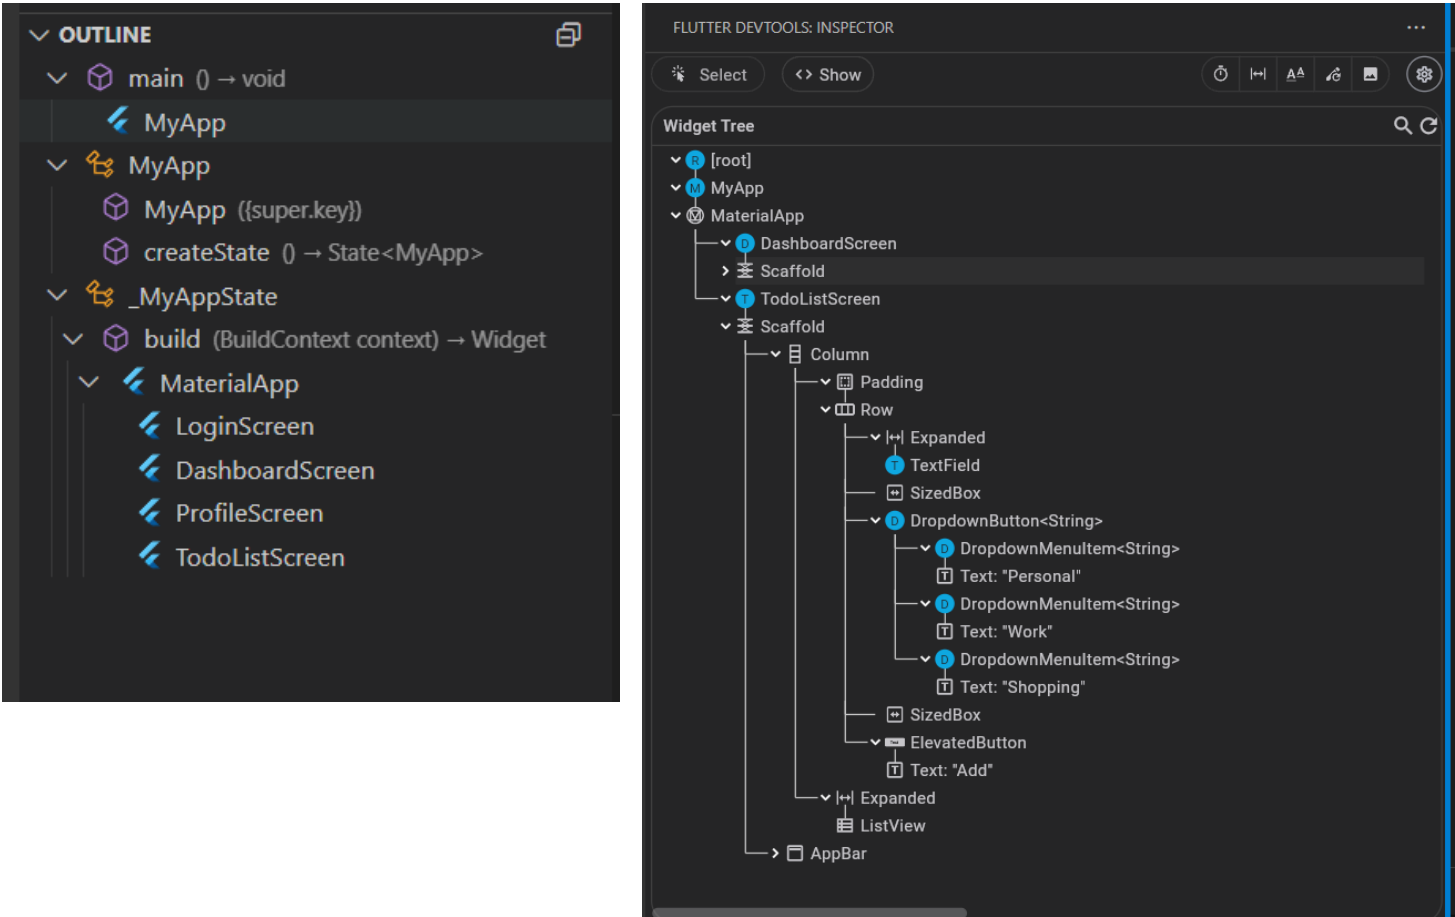 OUTLINE
main () → void
MyApp
MyApp
MyApp ({super.key})
createState () → State<MyApp>
_MyAppState
build (BuildContext context) → Widget
MaterialApp
LoginScreen
DashboardScreen
ProfileScreen
TodoListScreen
FLUTTER DEVTOOLS: INSPECTOR
Select
<> Show
AA
Widget Tree
R [root]
M MyApp
MaterialApp
D DashboardScreen
Scaffold
T TodoListScreen
Scaffold
Column
Padding
Row
Expanded
T TextField
SizedBox
D DropdownButton<String>
D DropdownMenuItem<String>
T Text: "Personal"
D DropdownMenuItem<String>
T Text: "Work"
D DropdownMenuItem<String>
T Text: "Shopping"
SizedBox
ElevatedButton
T Text: "Add"
Expanded
ListView
AppBar